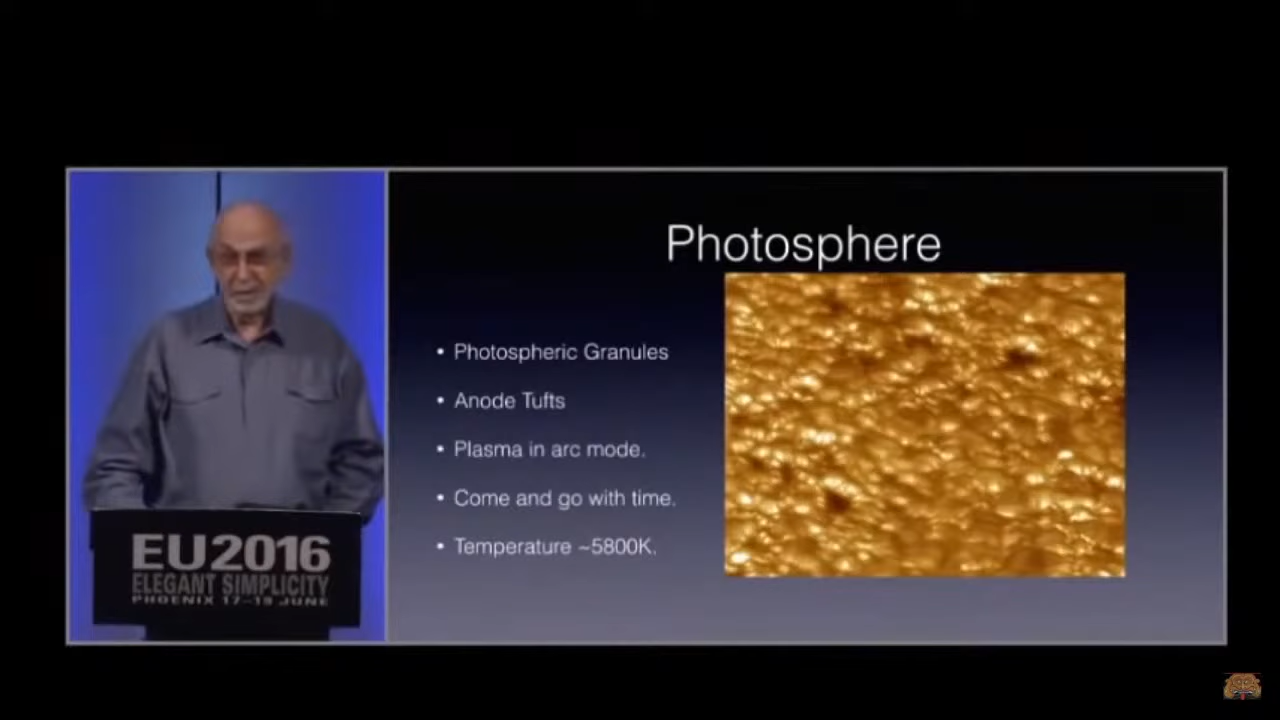 Photosphere
• Photospheric Granules
• Anode Tufts
• Plasma in arc mode.
• Come and go with time.
• Temperature ~5800K.
EU2016
ELEGANT SIMPLICITY
PHOENIX 17–19 JUNE